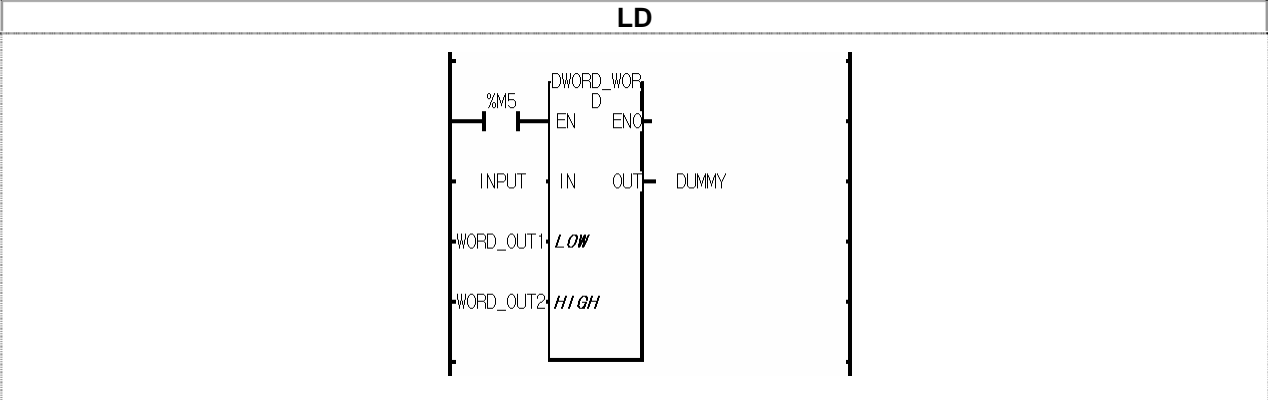 LD
DWORD_WOR
D
%M5
EN ENO
INPUT IN OUT DUMMY
WORD_OUT1 LOW
WORD_OUT2 HIGH